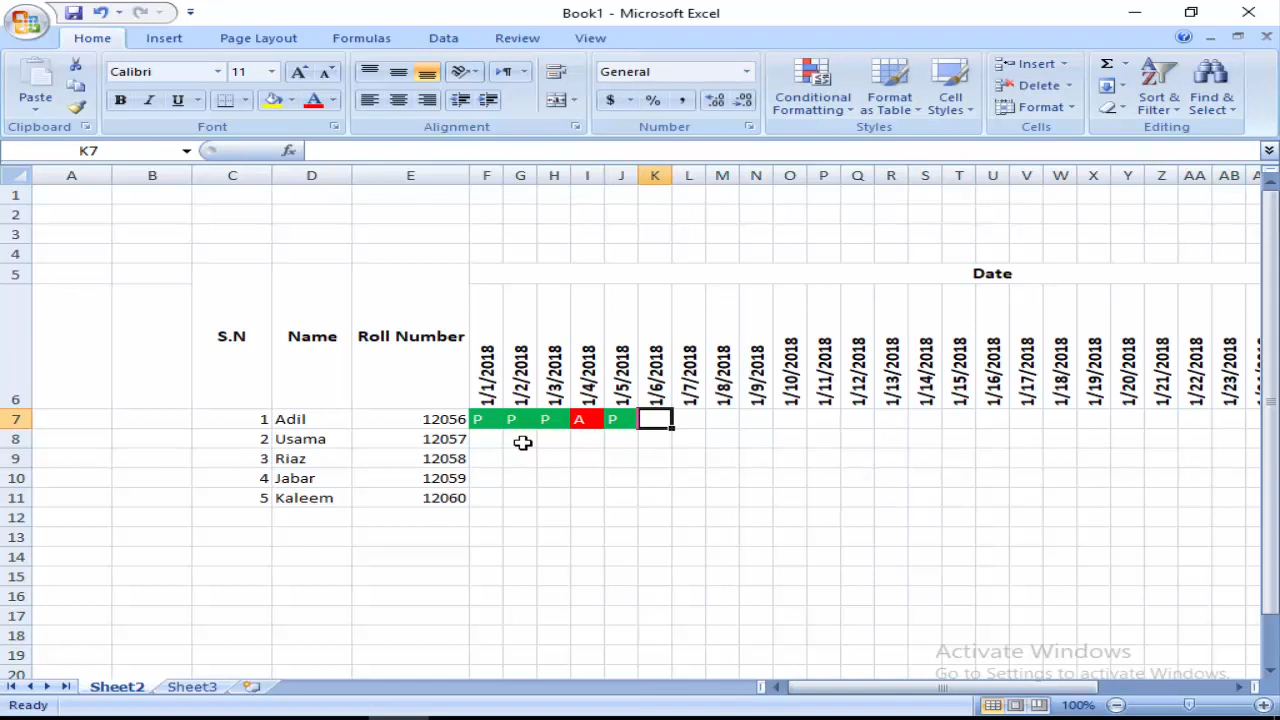 Book1 - Microsoft Excel
Home Insert Page Layout Formulas Data Review View
Paste Calibri 11 General Conditional Formatting Format as Table Cell Styles Insert Delete Format Sort & Filter Find & Select
B I U $ % ,
Clipboard Font Alignment Number Styles Cells Editing
K7 fx
A B C D E F G H I J K L M N O P Q R S T U V W X Y Z AA AB
1
2
3
4
5 Date
6 S.N Name Roll Number 1/1/2018 1/2/2018 1/3/2018 1/4/2018 1/5/2018 1/6/2018 1/7/2018 1/8/2018 1/9/2018 1/10/2018 1/11/2018 1/12/2018 1/13/2018 1/14/2018 1/15/2018 1/16/2018 1/17/2018 1/18/2018 1/19/2018 1/20/2018 1/21/2018 1/22/2018 1/23/2018
7 1 Adil 12056 P P P A P
8 2 Usama 12057
9 3 Riaz 12058
10 4 Jabar 12059
11 5 Kaleem 12060
12
13
14
15
16
17
18
19
20
Activate Windows
Go to Settings to activate Windows.
Sheet2 Sheet3
Ready 100%